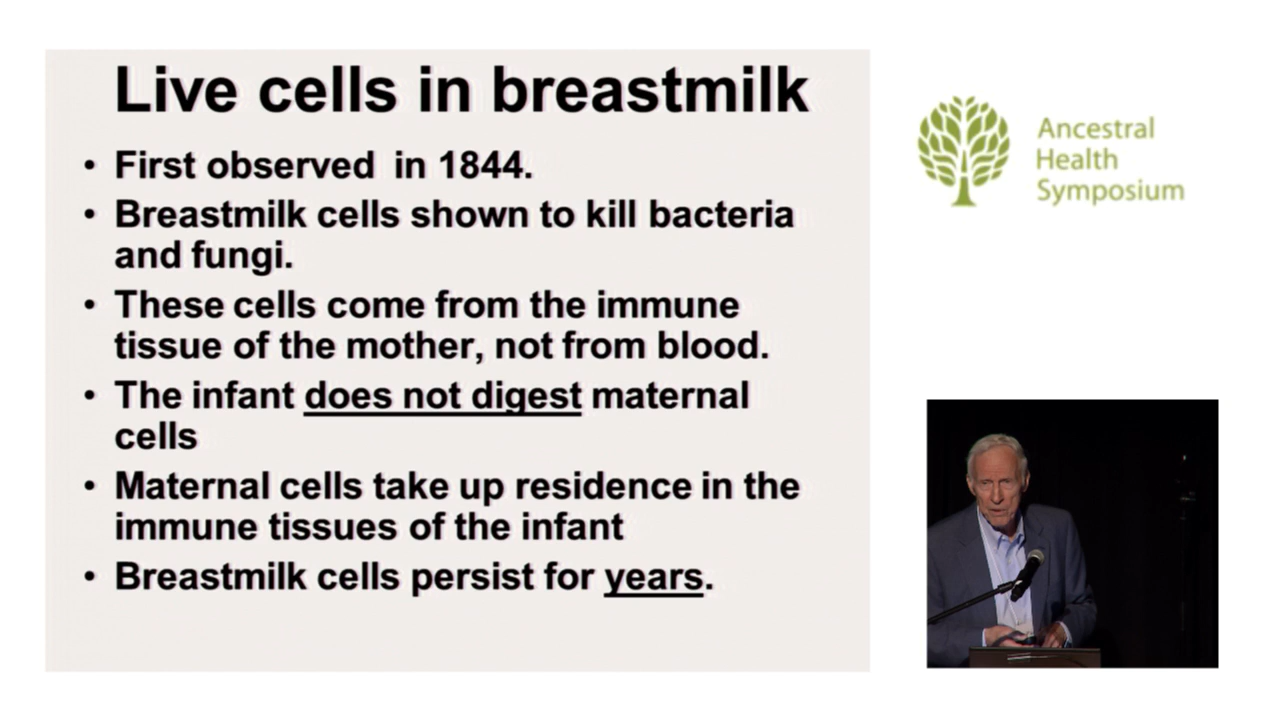 Live cells in breastmilk
• First observed in 1844.
• Breastmilk cells shown to kill bacteria
and fungi.
• These cells come from the immune
tissue of the mother, not from blood.
• The infant does not digest maternal
cells
• Maternal cells take up residence in the
immune tissues of the infant
• Breastmilk cells persist for years.
Ancestral
Health
Symposium